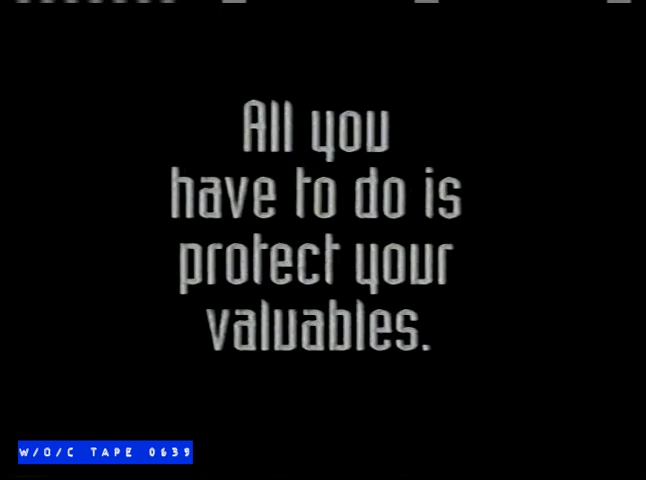 All you
have to do is
protect your
valuables.
W/O/C TAPE 0639